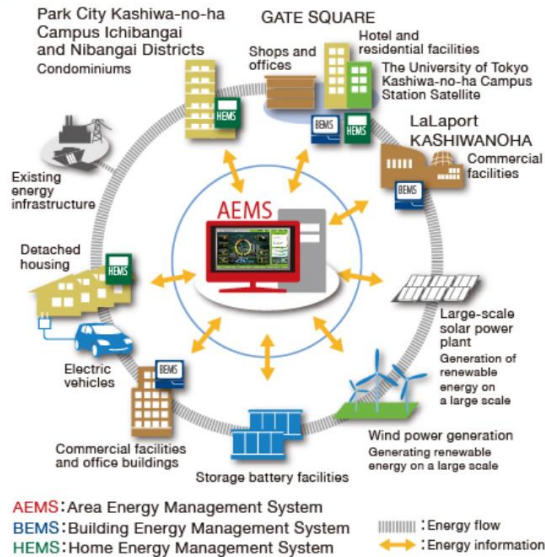 Park City Kashiwa-no-ha
Campus Ichibangai
and Nibangai Districts
Condominiums
GATE SQUARE
Shops and
offices
Hotel and
residential facilities
The University of Tokyo
Kashiwa-no-ha Campus
Station Satellite
HEMS
BEMS
HEMS
LaLaport
KASHIWANOHA
Commercial
facilities
BEMS
Existing
energy
infrastructure
AEMS
Detached
housing
HEMS
Large-scale
solar power
plant
Generation of
renewable
energy on
a large scale
Electric
vehicles
BEMS
Commercial facilities
and office buildings
Storage battery facilities
Wind power generation
Generating renewable
energy on a large scale
AEMS:Area Energy Management System
BEMS:Building Energy Management System
HEMS:Home Energy Management System
:Energy flow
:Energy information